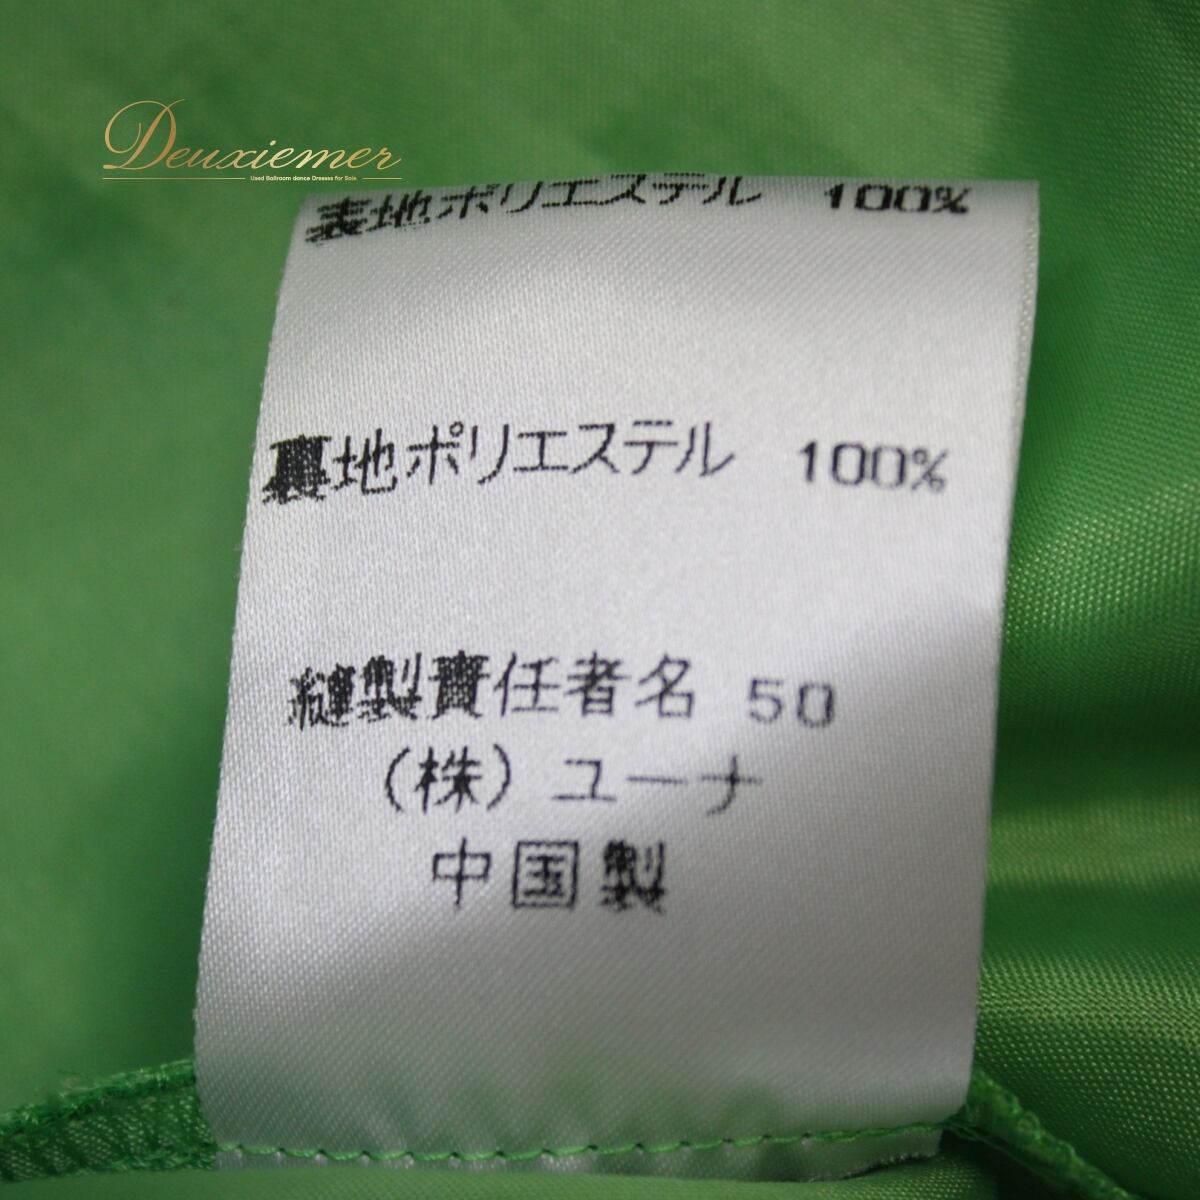 Deuxiemer
Used Ballroom dance Dresses for Sale
表地ポリエステル 100%
裏地ポリエステル 100%
縫製責任者名 50
(株) ユーナ
中国製